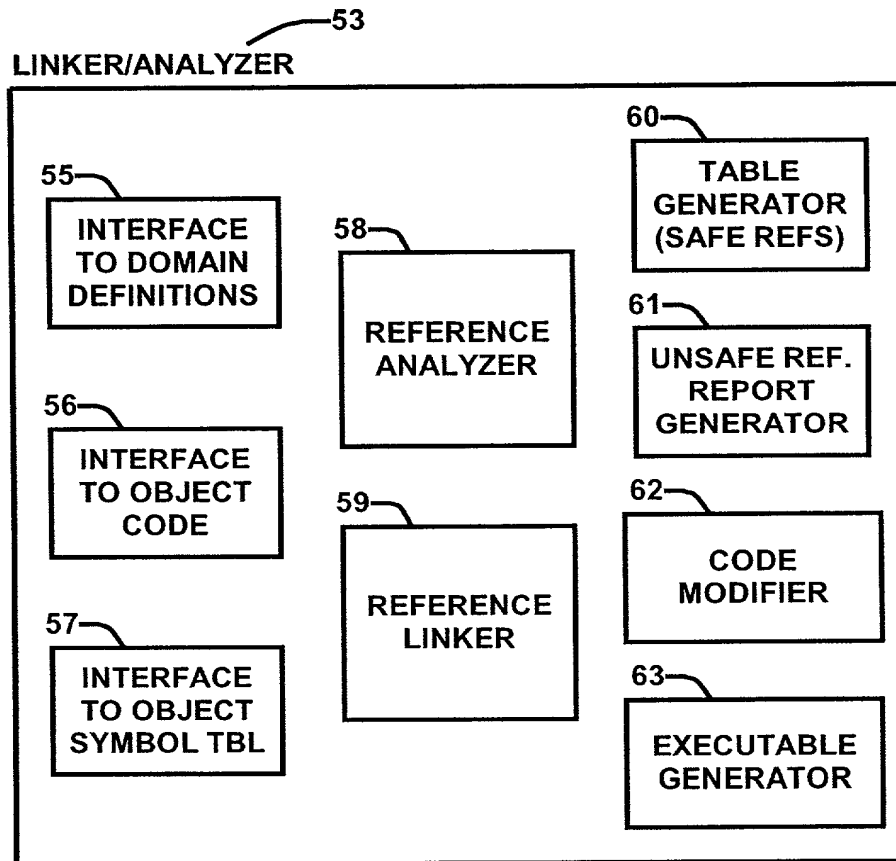 53
LINKER/ANALYZER
55
INTERFACE
TO DOMAIN
DEFINITIONS
56
INTERFACE
TO OBJECT
CODE
57
INTERFACE
TO OBJECT
SYMBOL TBL
58
REFERENCE
ANALYZER
59
REFERENCE
LINKER
60
TABLE
GENERATOR
(SAFE REFS)
61
UNSAFE REF.
REPORT
GENERATOR
62
CODE
MODIFIER
63
EXECUTABLE
GENERATOR